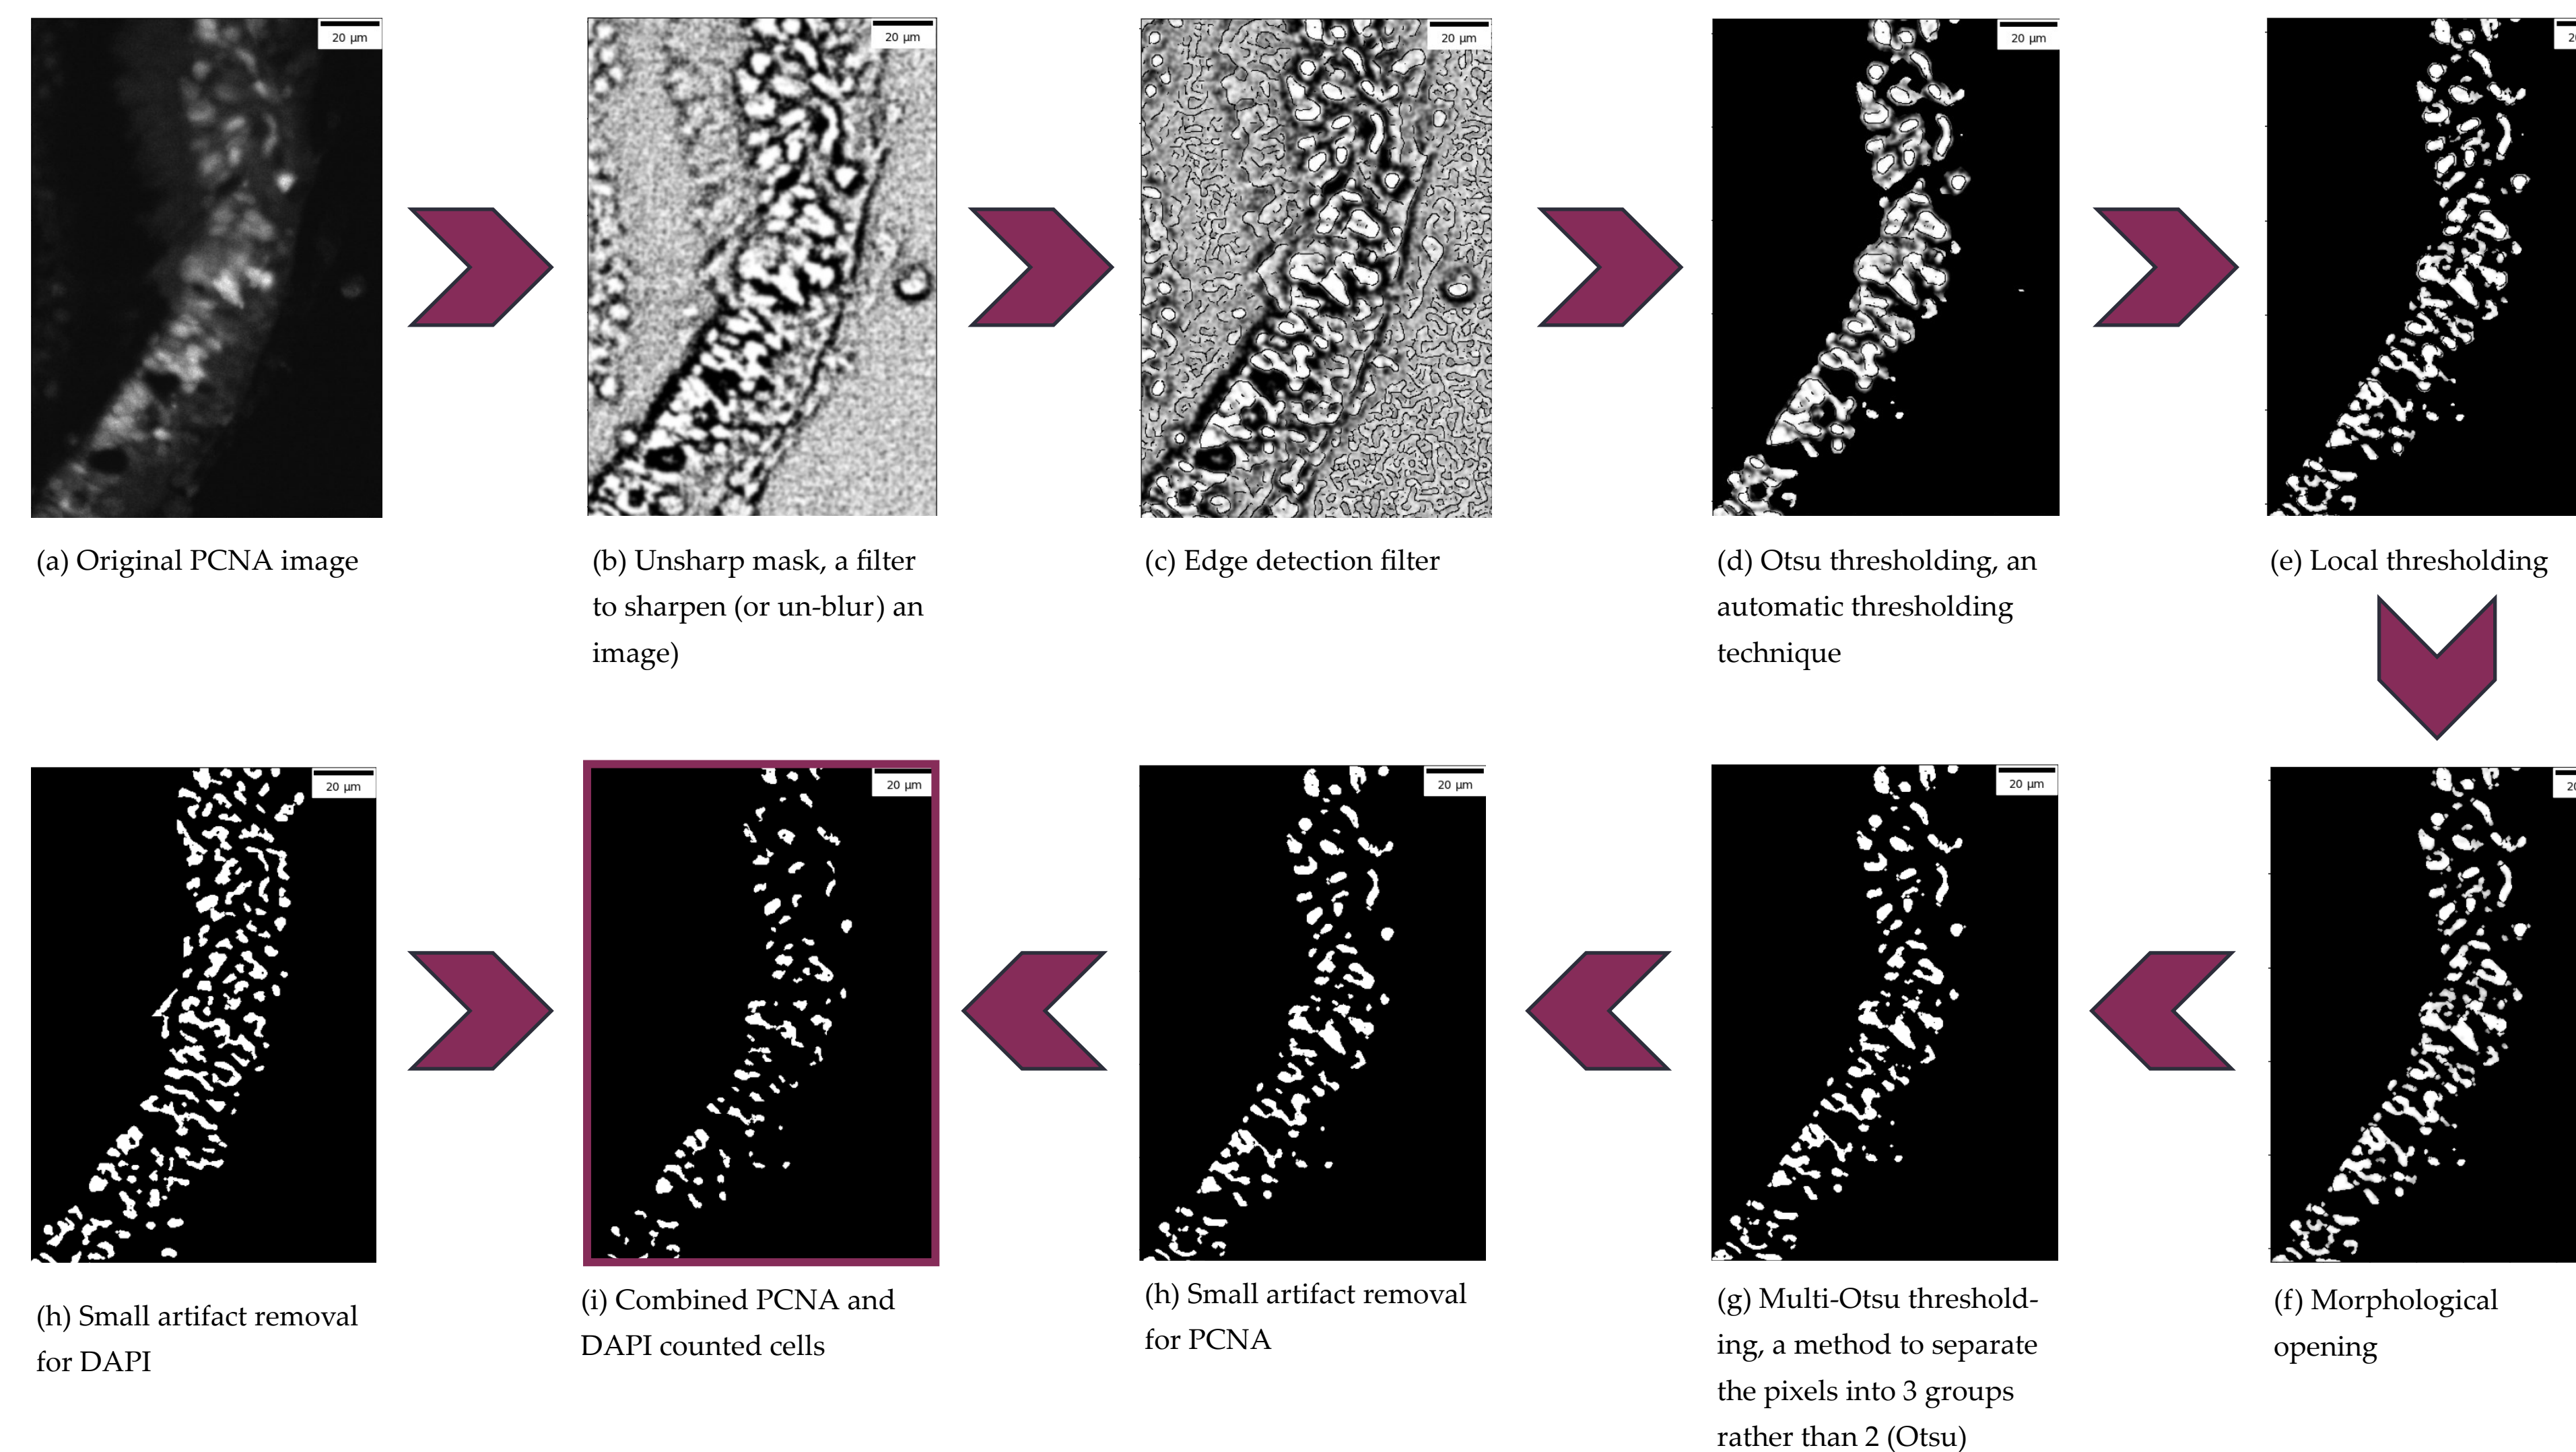 20 μm
20 μm
20 μm
20 μm
20
(a) Original PCNA image
(b) Unsharp mask, a filter
to sharpen (or un-blur) an
image)
(c) Edge detection filter
(d) Otsu thresholding, an
automatic thresholding
technique
(e) Local thresholding
20 μm
20 μm
20 μm
20 μm
20
(h) Small artifact removal
for DAPI
(i) Combined PCNA and
DAPI counted cells
(h) Small artifact removal
for PCNA
(g) Multi-Otsu threshold-
ing, a method to separate
the pixels into 3 groups
rather than 2 (Otsu)
(f) Morphological
opening